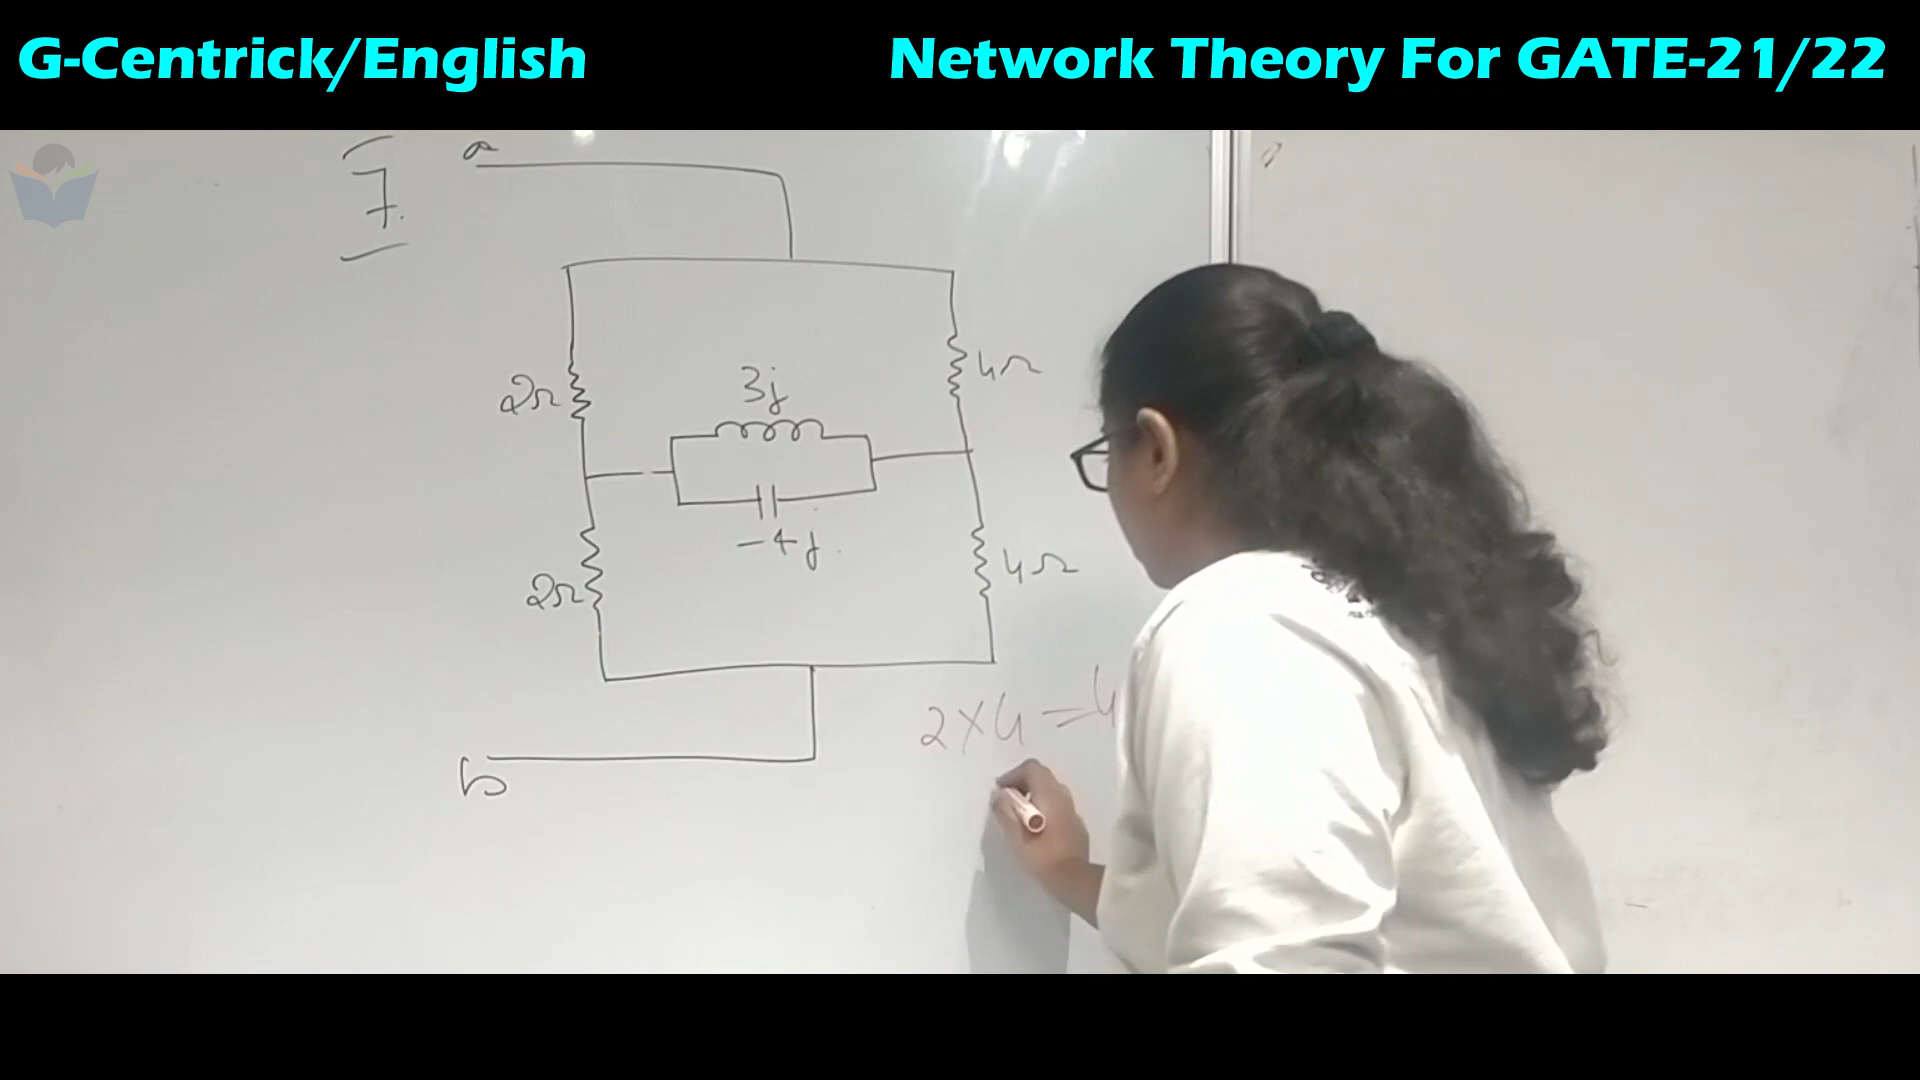 G-Centrick/English
Network Theory For GATE-21/22
7.
a
4Ω
3j
2Ω
-4j.
4Ω
2Ω
2×4 = 4
b